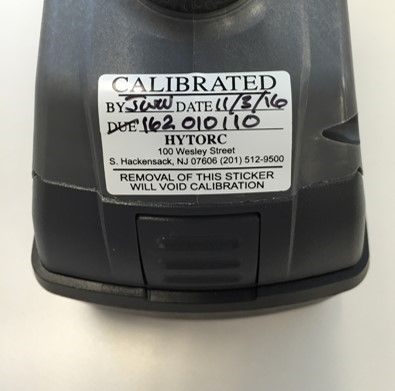 CALIBRATED
BY JWW DATE 11/3/16
DUE 162 010110
HYTORC
100 Wesley Street
S. Hackensack, NJ 07606 (201) 512-9500
REMOVAL OF THIS STICKER
WILL VOID CALIBRATION